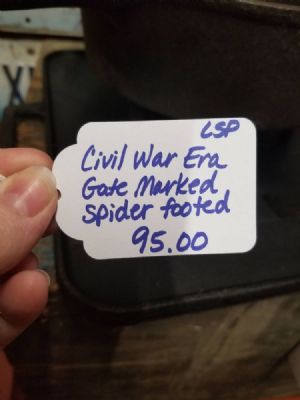 LSP
Civil War Era
Gate Marked
spider footed
95.00